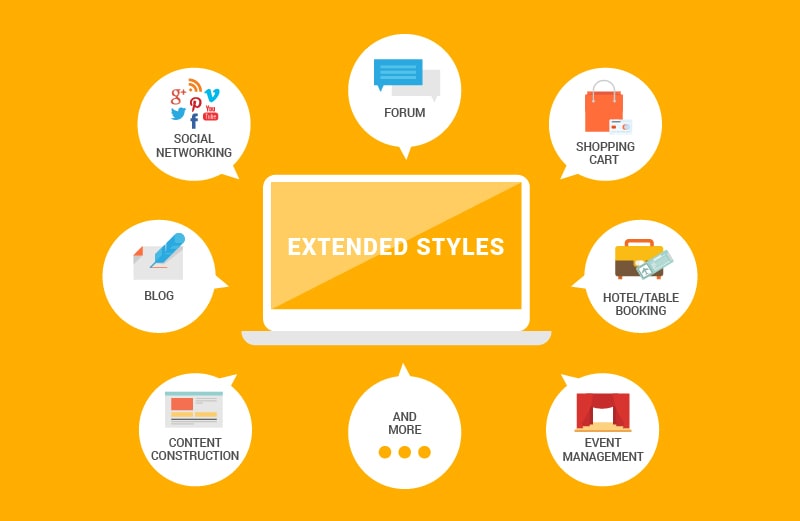 FORUM
g+
You
Tube
SOCIAL
NETWORKING
SHOPPING
CART
EXTENDED STYLES
BLOG
HOTEL/TABLE
BOOKING
CONTENT
CONSTRUCTION
AND
MORE
EVENT
MANAGEMENT